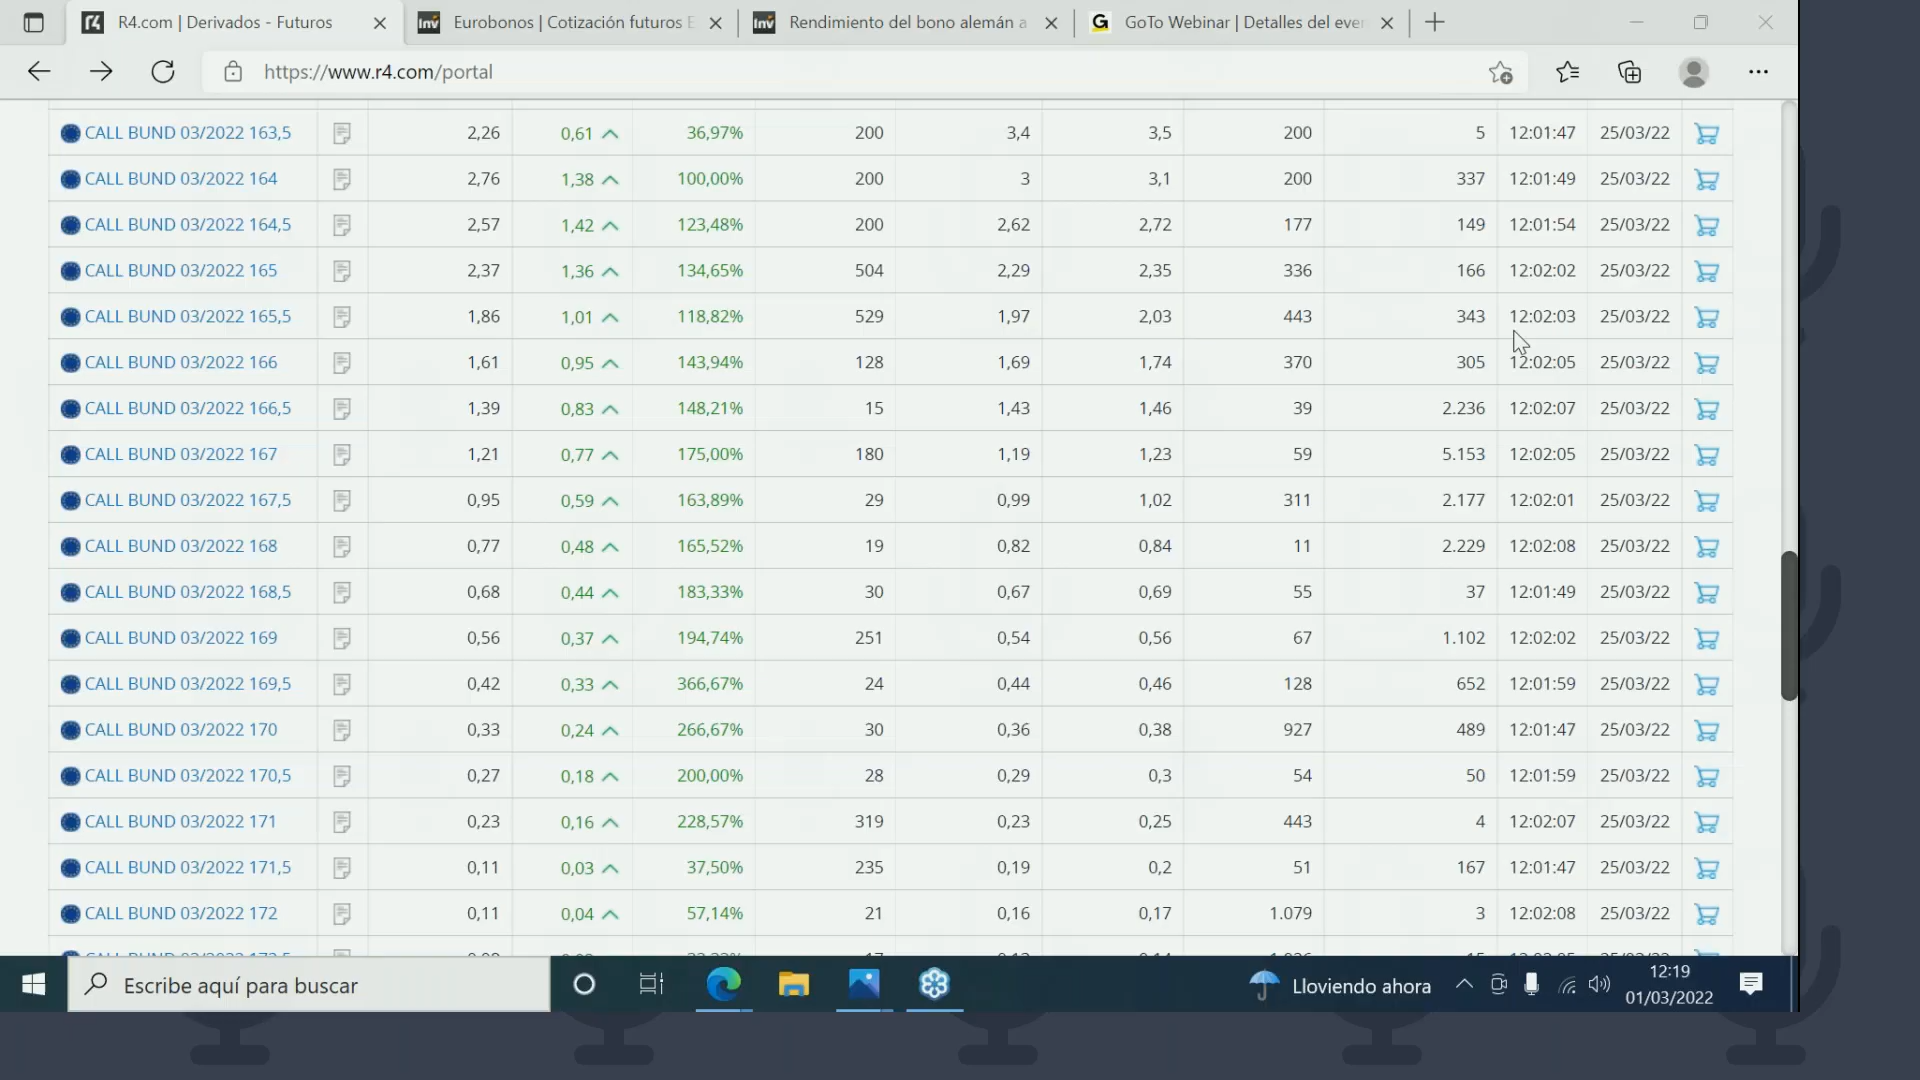 R4.com | Derivados - Futuros
Eurobonos | Cotización futuros E
Rendimiento del bono alemán a
GoTo Webinar | Detalles del even
https://www.r4.com/portal
CALL BUND 03/2022 163,5 2,26 0,61 36,97% 200 3,4 3,5 200 5 12:01:47 25/03/22
CALL BUND 03/2022 164 2,76 1,38 100,00% 200 3 3,1 200 337 12:01:49 25/03/22
CALL BUND 03/2022 164,5 2,57 1,42 123,48% 200 2,62 2,72 177 149 12:01:54 25/03/22
CALL BUND 03/2022 165 2,37 1,36 134,65% 504 2,29 2,35 336 166 12:02:02 25/03/22
CALL BUND 03/2022 165,5 1,86 1,01 118,82% 529 1,97 2,03 443 343 12:02:03 25/03/22
CALL BUND 03/2022 166 1,61 0,95 143,94% 128 1,69 1,74 370 305 12:02:05 25/03/22
CALL BUND 03/2022 166,5 1,39 0,83 148,21% 15 1,43 1,46 39 2.236 12:02:07 25/03/22
CALL BUND 03/2022 167 1,21 0,77 175,00% 180 1,19 1,23 59 5.153 12:02:05 25/03/22
CALL BUND 03/2022 167,5 0,95 0,59 163,89% 29 0,99 1,02 311 2.177 12:02:01 25/03/22
CALL BUND 03/2022 168 0,77 0,48 165,52% 19 0,82 0,84 11 2.229 12:02:08 25/03/22
CALL BUND 03/2022 168,5 0,68 0,44 183,33% 30 0,67 0,69 55 37 12:01:49 25/03/22
CALL BUND 03/2022 169 0,56 0,37 194,74% 251 0,54 0,56 67 1.102 12:02:02 25/03/22
CALL BUND 03/2022 169,5 0,42 0,33 366,67% 24 0,44 0,46 128 652 12:01:59 25/03/22
CALL BUND 03/2022 170 0,33 0,24 266,67% 30 0,36 0,38 927 489 12:01:47 25/03/22
CALL BUND 03/2022 170,5 0,27 0,18 200,00% 28 0,29 0,3 54 50 12:01:59 25/03/22
CALL BUND 03/2022 171 0,23 0,16 228,57% 319 0,23 0,25 443 4 12:02:07 25/03/22
CALL BUND 03/2022 171,5 0,11 0,03 37,50% 235 0,19 0,2 51 167 12:01:47 25/03/22
CALL BUND 03/2022 172 0,11 0,04 57,14% 21 0,16 0,17 1.079 3 12:02:08 25/03/22
Escribe aquí para buscar
Lloviendo ahora
12:19
01/03/2022